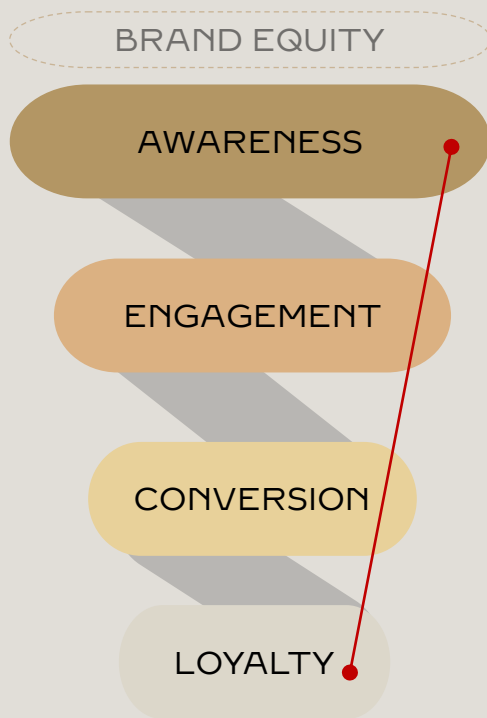 BRAND EQUITY
AWARENESS
ENGAGEMENT
CONVERSION
LOYALTY